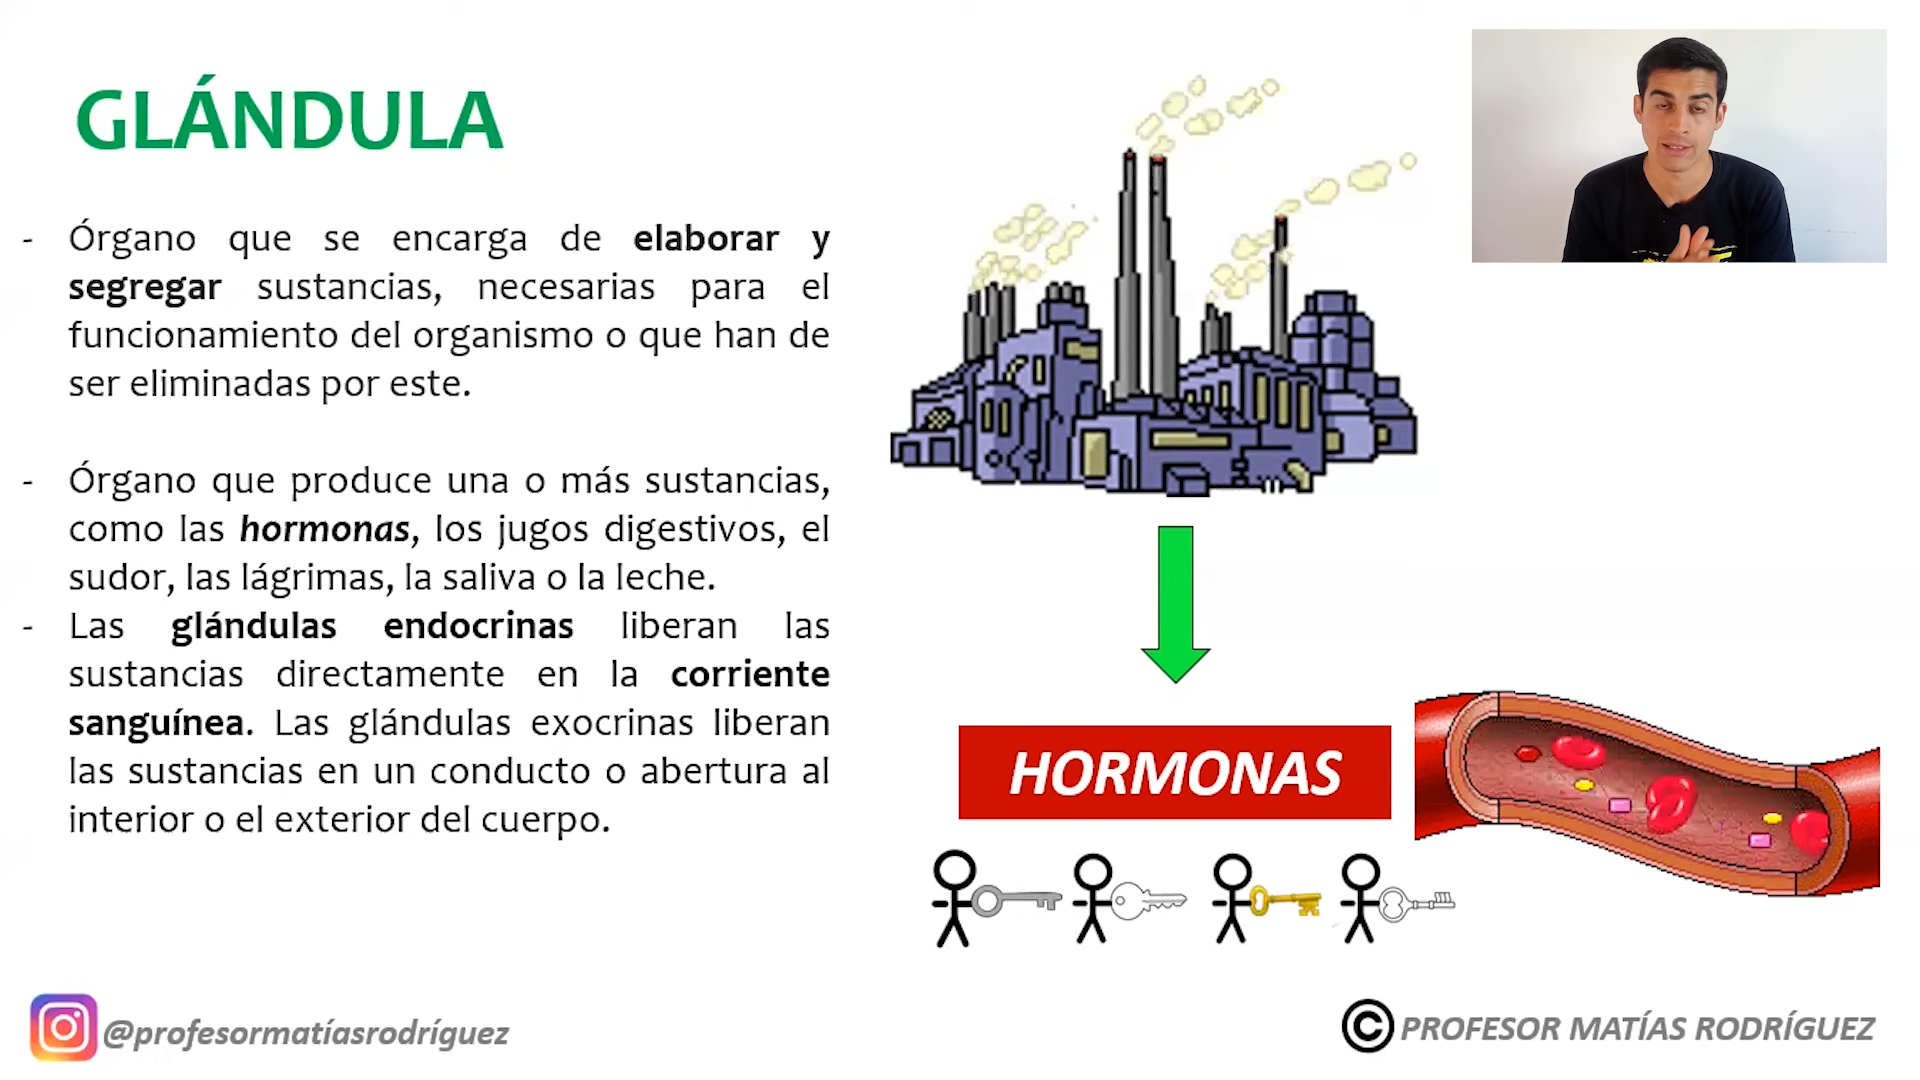 GLÁNDULA
- Órgano que se encarga de elaborar y
segregar sustancias, necesarias para el
funcionamiento del organismo o que han de
ser eliminadas por este.
- Órgano que produce una o más sustancias,
como las hormonas, los jugos digestivos, el
sudor, las lágrimas, la saliva o la leche.
- Las glándulas endocrinas liberan las
sustancias directamente en la corriente
sanguínea. Las glándulas exocrinas liberan
las sustancias en un conducto o abertura al
interior o el exterior del cuerpo.
HORMONAS
@profesormatíasrodríguez
© PROFESOR MATÍAS RODRÍGUEZ